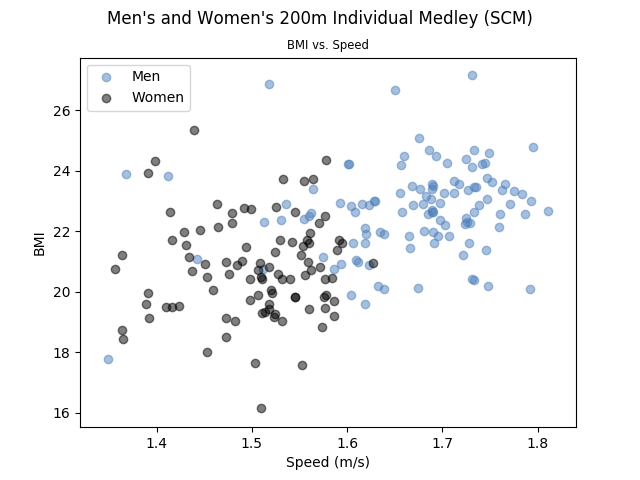 Men's and Women's 200m Individual Medley (SCM)
BMI vs. Speed
Men
Women
26
24
22
20
18
16
BMI
1.4
1.5
1.6
1.7
1.8
Speed (m/s)